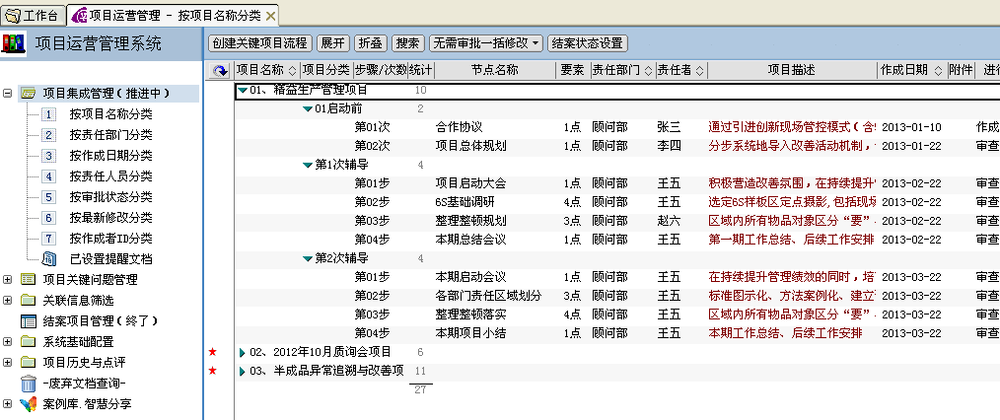 工作台 项目运营管理 - 按项目名称分类
项目运营管理系统
创建关键项目流程 展开 折叠 搜索 无需审批一括修改 结案状态设置
项目集成管理(推进中)
1 按项目名称分类
2 按责任部门分类
3 按作成日期分类
4 按责任人员分类
5 按审批状态分类
6 按最新修改分类
7 按作成者ID分类
已设置提醒文档
项目关键问题管理
关联信息筛选
结案项目管理(终了)
系统基础配置
项目历史与点评
-废弃文档查询-
案例库.智慧分享
项目名称 项目分类 步骤/次数 统计 节点名称 要素 责任部门 责任者 项目描述 作成日期 附件 进行
01、精益生产管理项目 10
01启动前 2
第01次 合作协议 1点 顾问部 张三 通过引进创新现场管控模式(含 2013-01-10 作成
第02次 项目总体规划 1点 顾问部 李四 分步系统地导入改善活动机制, 2013-01-22 审查
第1次辅导 4
第01步 项目启动大会 1点 顾问部 王五 积极营造改善氛围,在持续提升 2013-02-22 审查
第02步 6S基础调研 4点 顾问部 王五 选定6S样板区定点摄影,包括现场 2013-02-22 审查
第03步 整理整顿规划 3点 顾问部 赵六 区域内所有物品对象区分“要”、 2013-02-22 审查
第04步 本期总结会议 1点 顾问部 王五 第一期工作总结、后续工作安排 2013-02-22 审查
第2次辅导 4
第01步 本期启动会议 1点 顾问部 王五 在持续提升管理绩效的同时,培 2013-03-22 审查
第02步 各部门责任区域划分 3点 顾问部 王五 标准图示化、方法案例化、建立 2013-03-22 审查
第03步 整理整顿落实 4点 顾问部 王五 区域内所有物品对象区分“要”、 2013-03-22 审查
第04步 本期项目小结 1点 顾问部 王五 本期工作总结、后续工作安排 2013-03-22 审查
02、2012年10月质询会项目 6
03、半成品异常追溯与改善项 11
27